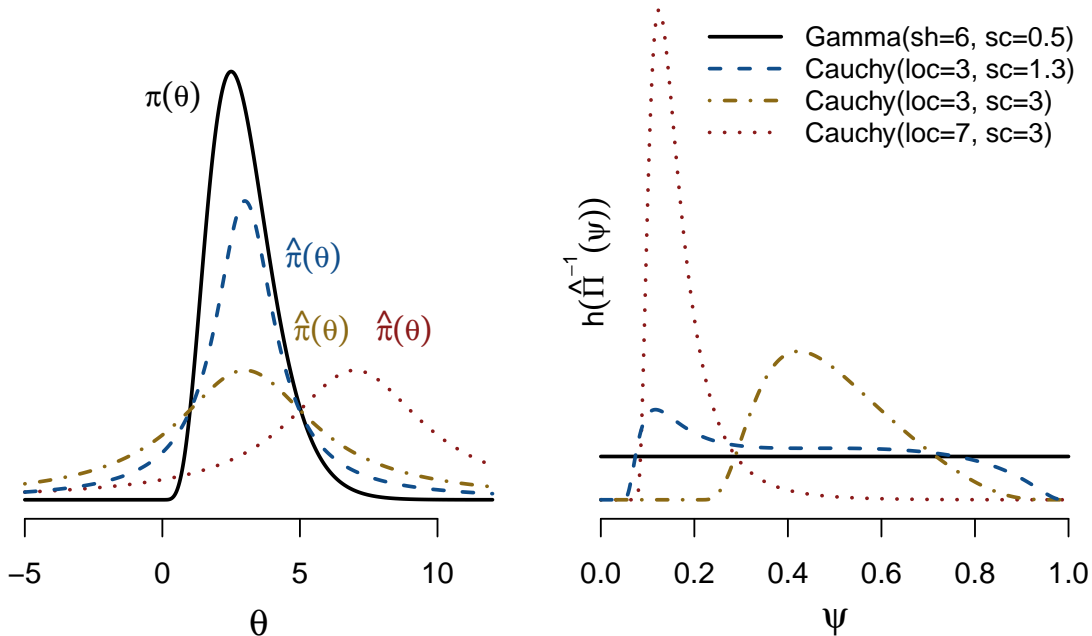 π(θ)
π̂(θ)
π̂(θ) π̂(θ)
−5 0 5 10
θ
Gamma(sh=6, sc=0.5)
Cauchy(loc=3, sc=1.3)
Cauchy(loc=3, sc=3)
Cauchy(loc=7, sc=3)
h(Π̂⁻¹(ψ))
0.0 0.2 0.4 0.6 0.8 1.0
ψ